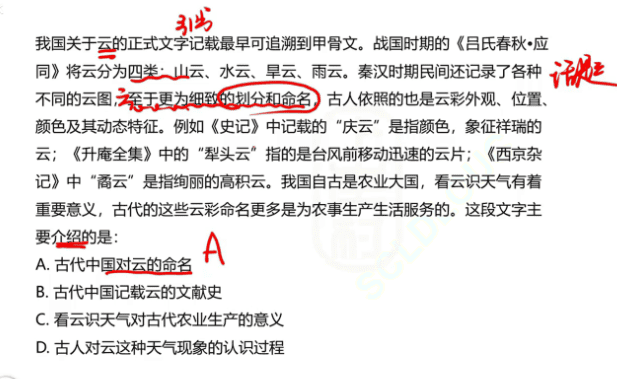 引出
我国关于云的正式文字记载最早可追溯到甲骨文。战国时期的《吕氏春秋•应
同》将云分为四类：山云、水云、旱云、雨云。秦汉时期民间还记录了各种
话题
不同的云图，至于更为细致的划分和命名，古人依照的也是云彩外观、位置、
颜色及其动态特征。例如《史记》中记载的“庆云”是指颜色，象征祥瑞的
云；《升庵全集》中的“犁头云”指的是台风前移动迅速的云片；《西京杂
记》中“矞云”是指绚丽的高积云。我国自古是农业大国，看云识天气有着
重要意义，古代的这些云彩命名更多是为农事生产生活服务的。这段文字主
要介绍的是：
A
A. 古代中国对云的命名
B. 古代中国记载云的文献史
C. 看云识天气对古代农业生产的意义
D. 古人对云这种天气现象的认识过程